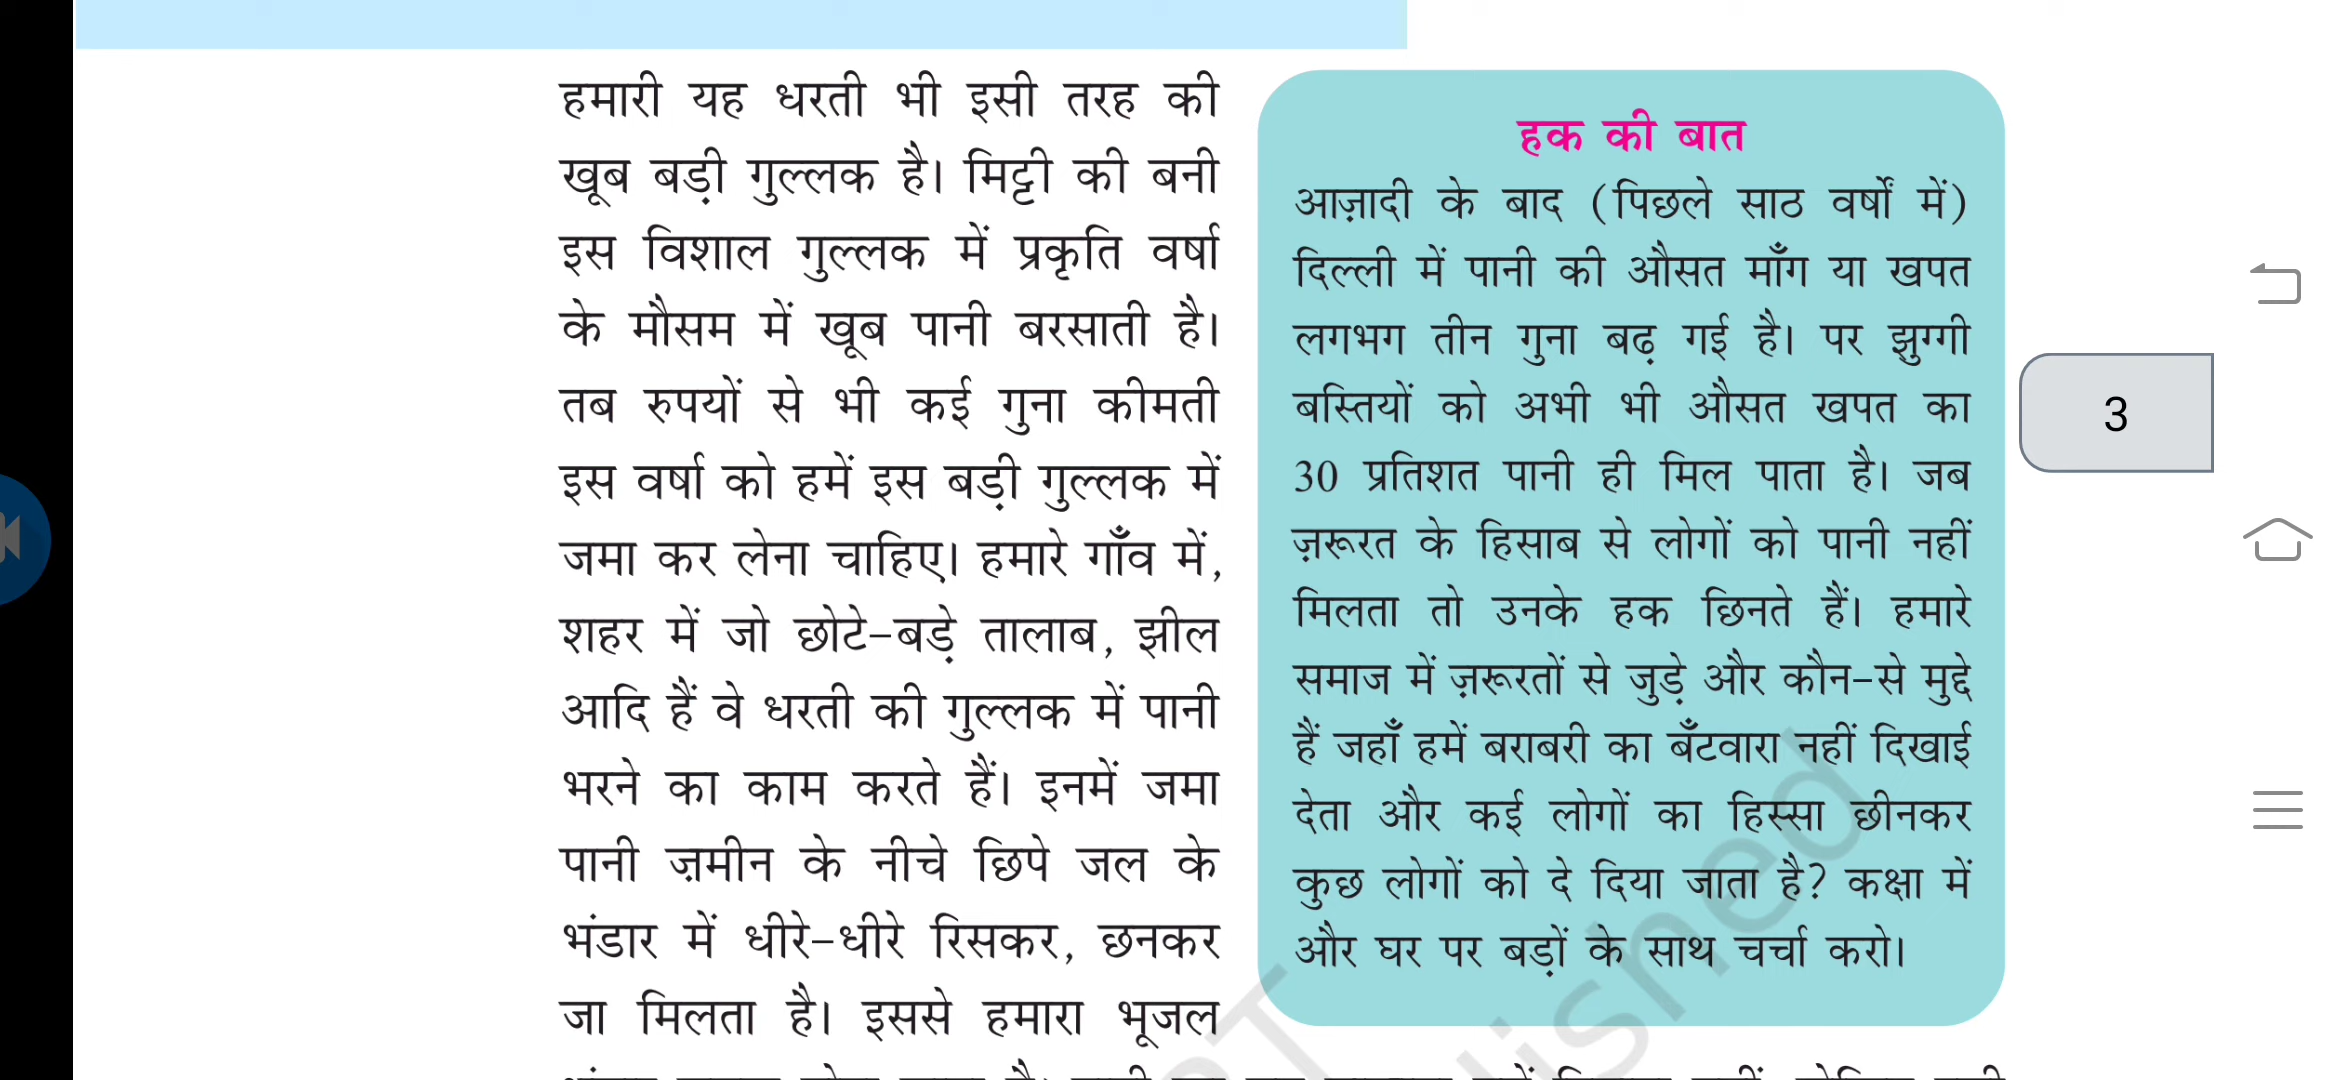 हमारी यह धरती भी इसी तरह की
खूब बड़ी गुल्लक है। मिट्टी की बनी
इस विशाल गुल्लक में प्रकृति वर्षा
के मौसम में खूब पानी बरसाती है।
तब रुपयों से भी कई गुना कीमती
इस वर्षा को हमें इस बड़ी गुल्लक में
जमा कर लेना चाहिए। हमारे गाँव में,
शहर में जो छोटे-बड़े तालाब, झील
आदि हैं वे धरती की गुल्लक में पानी
भरने का काम करते हैं। इनमें जमा
पानी ज़मीन के नीचे छिपे जल के
भंडार में धीरे-धीरे रिसकर, छनकर
जा मिलता है। इससे हमारा भूजल
हक की बात
आज़ादी के बाद (पिछले साठ वर्षों में)
दिल्ली में पानी की औसत माँग या खपत
लगभग तीन गुना बढ़ गई है। पर झुग्गी
बस्तियों को अभी भी औसत खपत का
30 प्रतिशत पानी ही मिल पाता है। जब
ज़रूरत के हिसाब से लोगों को पानी नहीं
मिलता तो उनके हक छिनते हैं। हमारे
समाज में ज़रूरतों से जुड़े और कौन-से मुद्दे
हैं जहाँ हमें बराबरी का बँटवारा नहीं दिखाई
देता और कई लोगों का हिस्सा छीनकर
कुछ लोगों को दे दिया जाता है? कक्षा में
और घर पर बड़ों के साथ चर्चा करो।
3